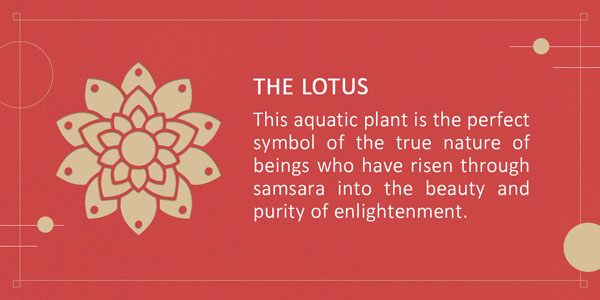 THE LOTUS
This aquatic plant is the perfect
symbol of the true nature of
beings who have risen through
samsara into the beauty and
purity of enlightenment.